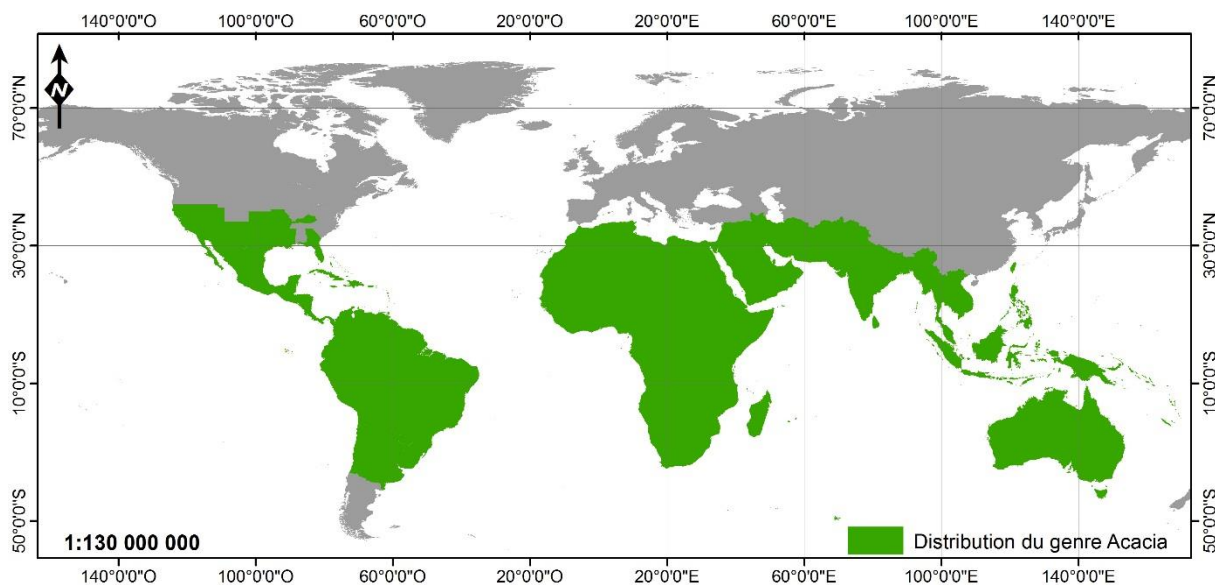 140°0'0"O 100°0'0"O 60°0'0"O 20°0'0"O 20°0'0"E 60°0'0"E 100°0'0"E 140°0'0"E
N
70°0'0"N 70°0'0"N
30°0'0"N 30°0'0"N
10°0'0"S 10°0'0"S
50°0'0"S 50°0'0"S
1:130 000 000
Distribution du genre Acacia
140°0'0"O 100°0'0"O 60°0'0"O 20°0'0"O 20°0'0"E 60°0'0"E 100°0'0"E 140°0'0"E